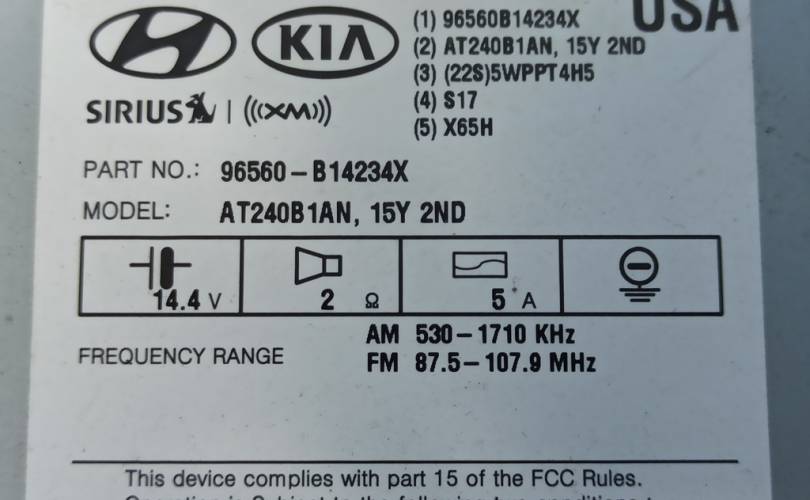 USA
KIA
(1) 96560B14234X
(2) AT240B1AN, 15Y 2ND
(3) (22S)5WPPT4H5
(4) S17
(5) X65H
SIRIUS | (((XM)))
PART NO.: 96560-B14234X
MODEL: AT240B1AN, 15Y 2ND
14.4 V 2 Ω 5 A
AM 530-1710 KHz
FREQUENCY RANGE
FM 87.5-107.9 MHz
This device complies with part 15 of the FCC Rules.